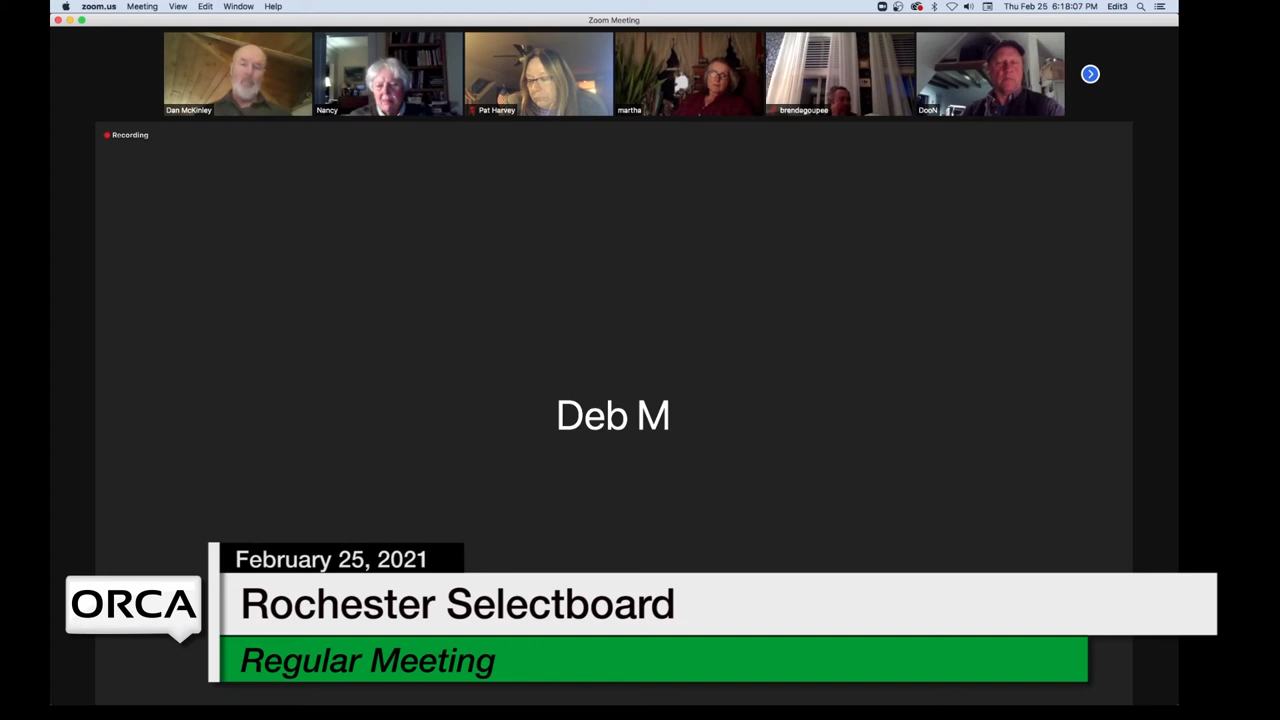 zoom.us Meeting View Edit Window Help Thu Feb 25 6:18:07 PM Edit3
Zoom Meeting
Dan McKinley Nancy Pat Harvey martha brendagoupee DooN
Recording
Deb M
February 25, 2021
ORCA
Rochester Selectboard
Regular Meeting